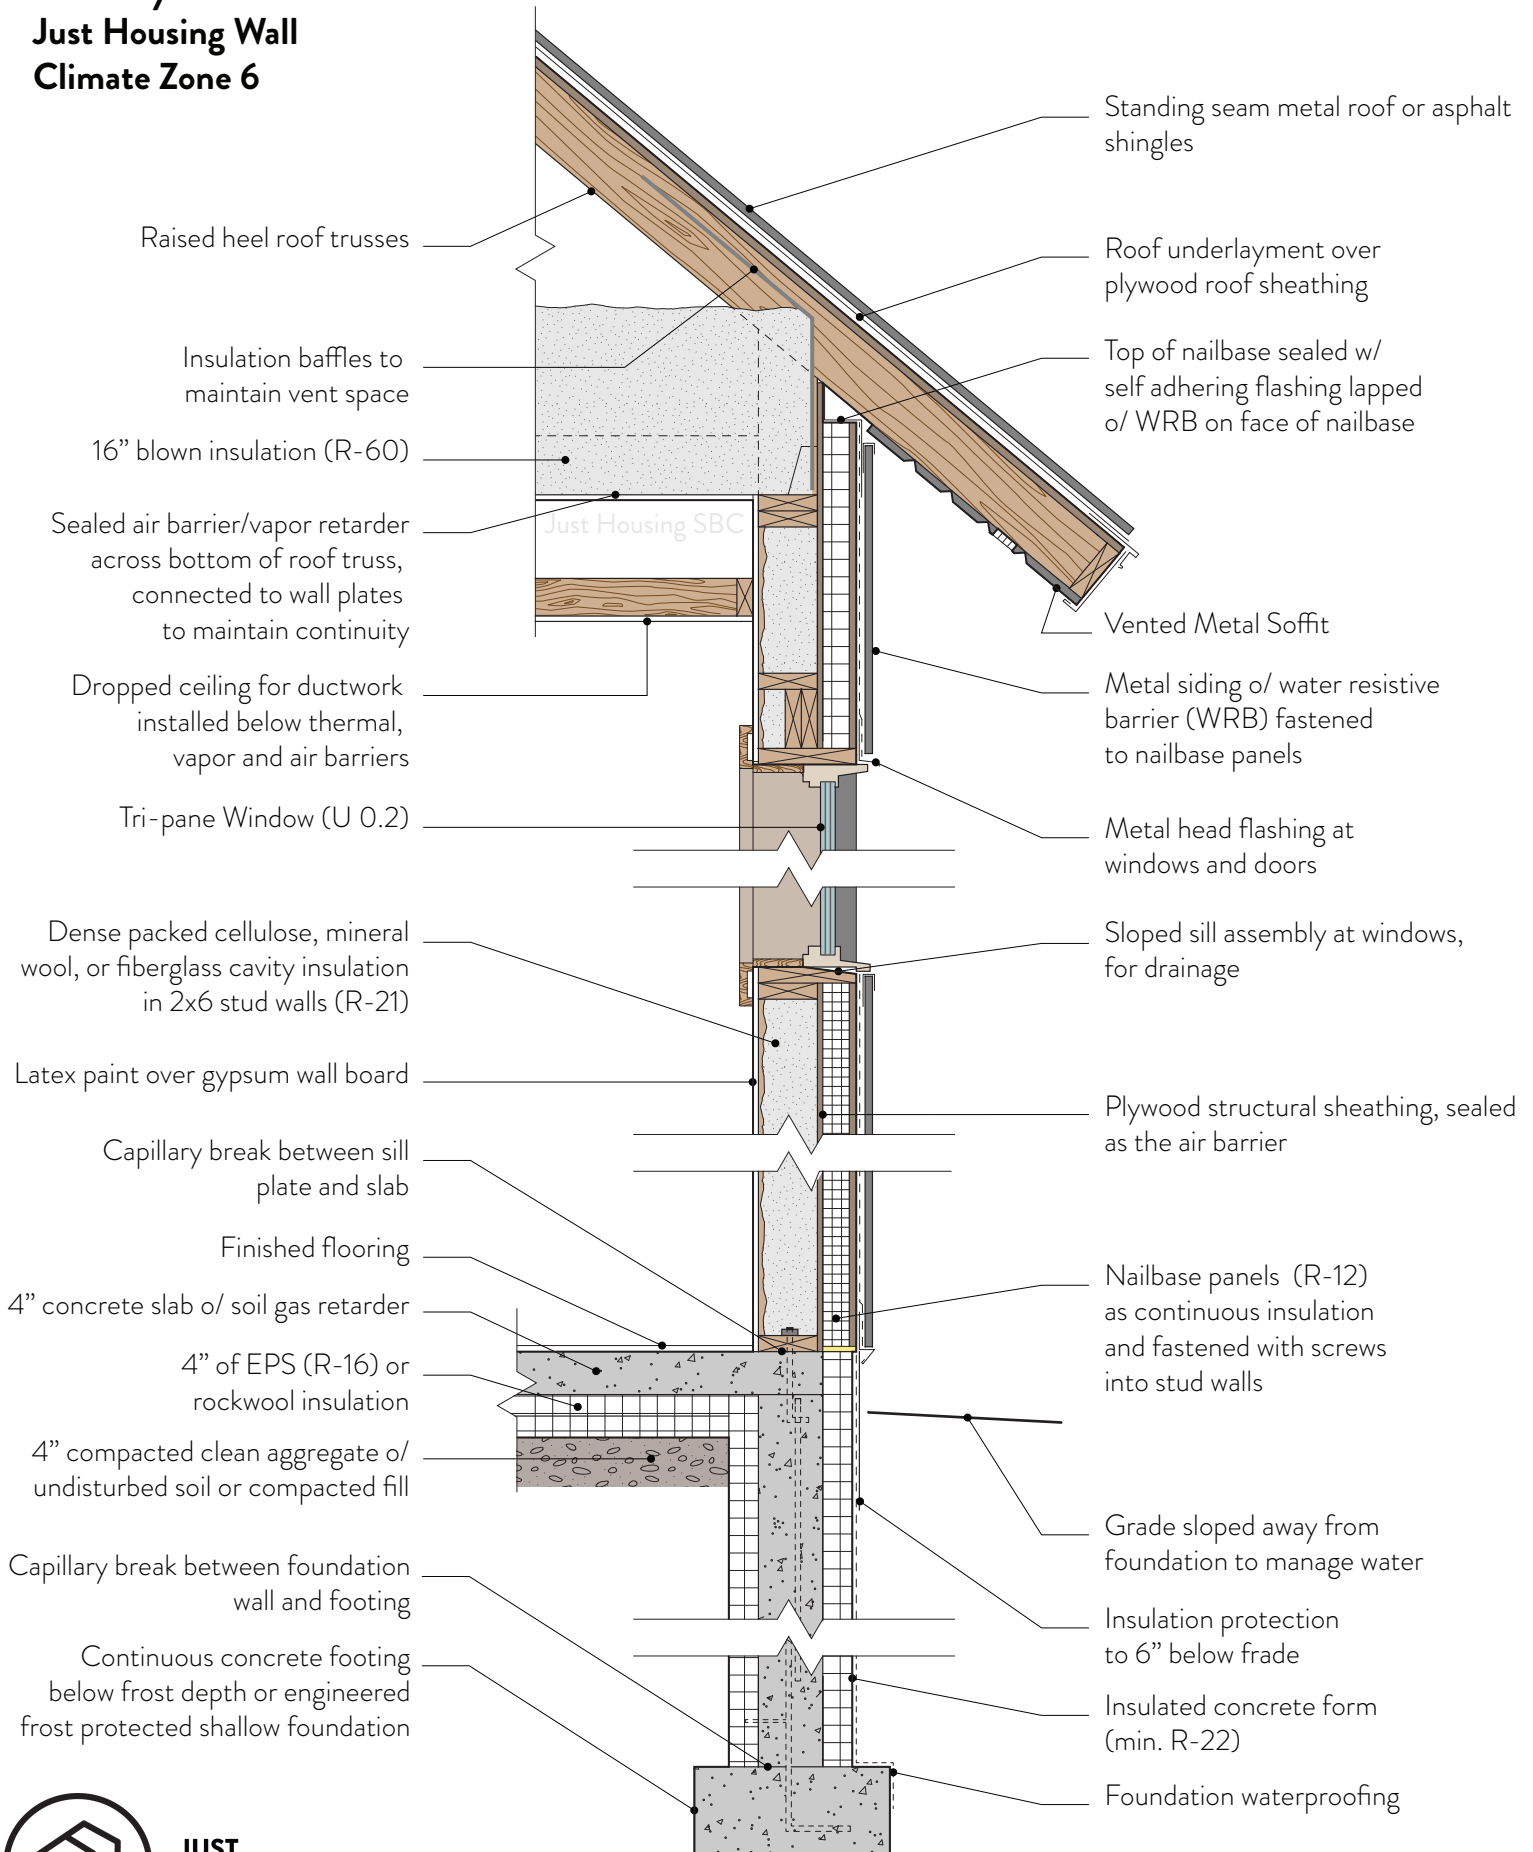 Just Housing Wall
Climate Zone 6
Raised heel roof trusses
Insulation baffles to
maintain vent space
16” blown insulation (R-60)
Sealed air barrier/vapor retarder
across bottom of roof truss,
connected to wall plates
to maintain continuity
Dropped ceiling for ductwork
installed below thermal,
vapor and air barriers
Tri-pane Window (U 0.2)
Dense packed cellulose, mineral
wool, or fiberglass cavity insulation
in 2x6 stud walls (R-21)
Latex paint over gypsum wall board
Capillary break between sill
plate and slab
Finished flooring
4” concrete slab o/ soil gas retarder
4” of EPS (R-16) or
rockwool insulation
4” compacted clean aggregate o/
undisturbed soil or compacted fill
Capillary break between foundation
wall and footing
Continuous concrete footing
below frost depth or engineered
frost protected shallow foundation
Just Housing SBC
Standing seam metal roof or asphalt
shingles
Roof underlayment over
plywood roof sheathing
Top of nailbase sealed w/
self adhering flashing lapped
o/ WRB on face of nailbase
Vented Metal Soffit
Metal siding o/ water resistive
barrier (WRB) fastened
to nailbase panels
Metal head flashing at
windows and doors
Sloped sill assembly at windows,
for drainage
Plywood structural sheathing, sealed
as the air barrier
Nailbase panels (R-12)
as continuous insulation
and fastened with screws
into stud walls
Grade sloped away from
foundation to manage water
Insulation protection
to 6” below frade
Insulated concrete form
(min. R-22)
Foundation waterproofing
JUST